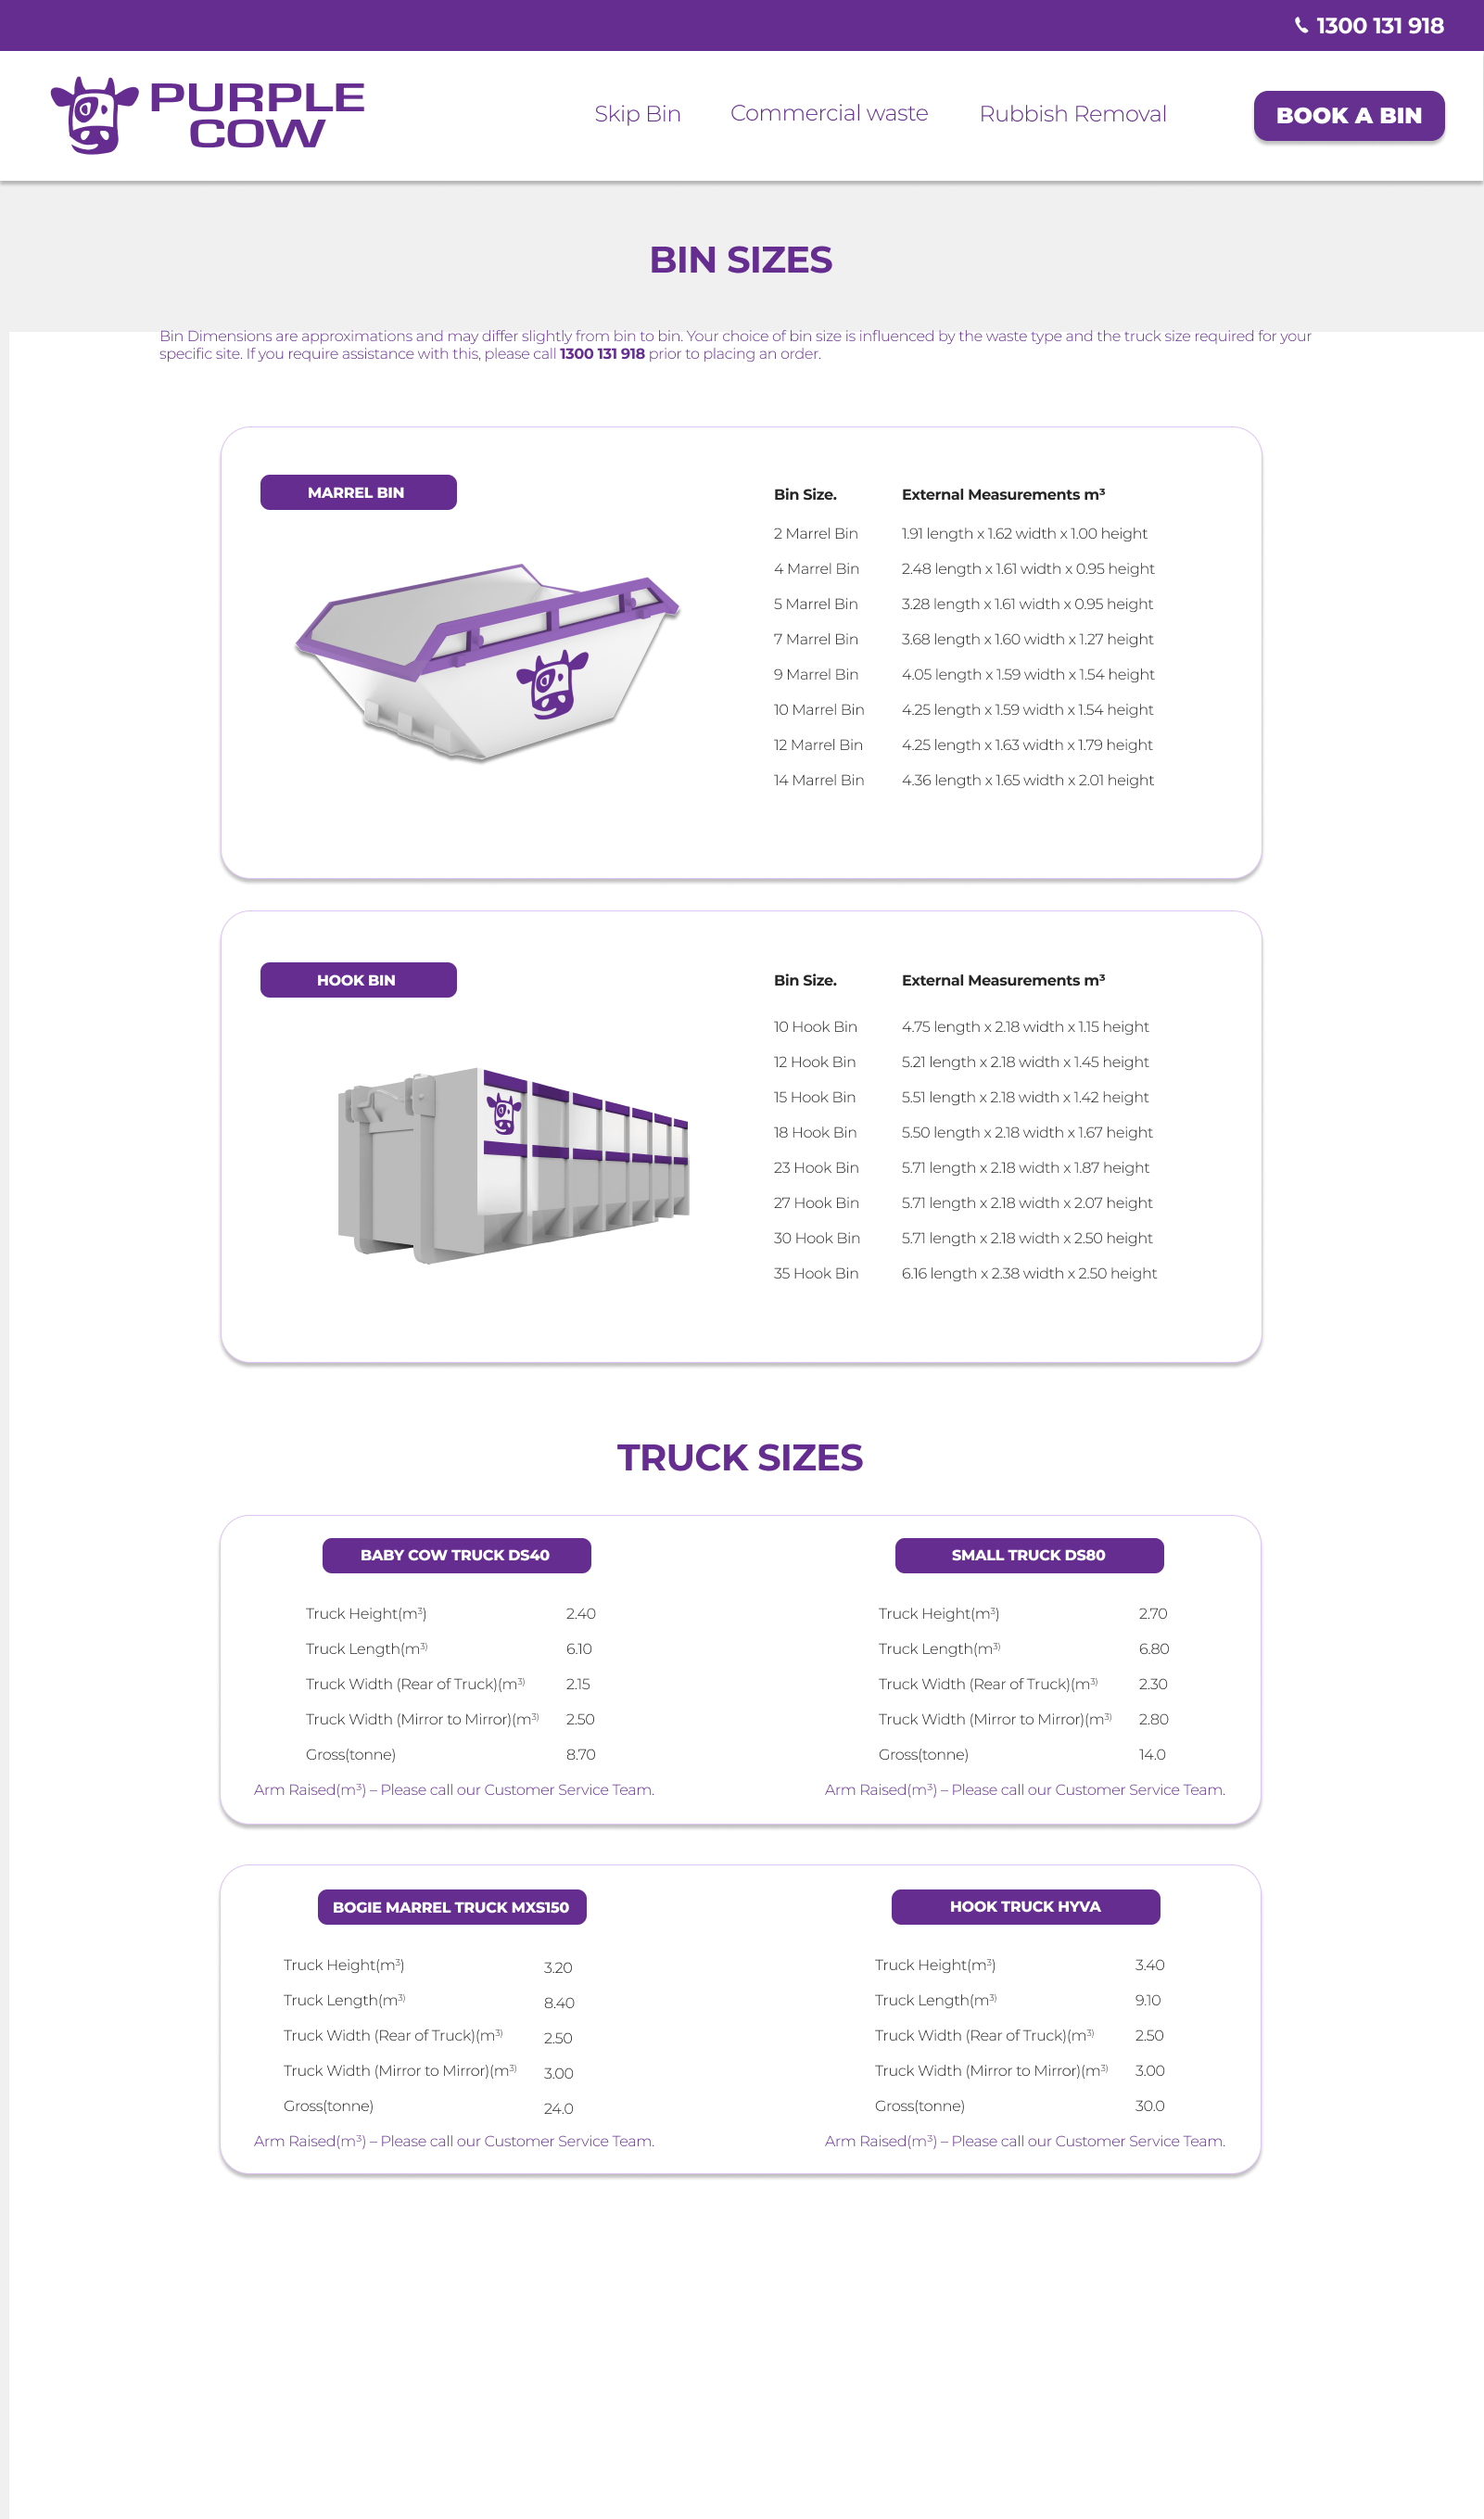 1300 131 918
PURPLE
COW
Skip Bin
Commercial waste
Rubbish Removal
BOOK A BIN
BIN SIZES
Bin Dimensions are approximations and may differ slightly from bin to bin. Your choice of bin size is influenced by the waste type and the truck size required for your
specific site. If you require assistance with this, please call 1300 131 918 prior to placing an order.
MARREL BIN
Bin Size. External Measurements m³
2 Marrel Bin 1.91 length x 1.62 width x 1.00 height
4 Marrel Bin 2.48 length x 1.61 width x 0.95 height
5 Marrel Bin 3.28 length x 1.61 width x 0.95 height
7 Marrel Bin 3.68 length x 1.60 width x 1.27 height
9 Marrel Bin 4.05 length x 1.59 width x 1.54 height
10 Marrel Bin 4.25 length x 1.59 width x 1.54 height
12 Marrel Bin 4.25 length x 1.63 width x 1.79 height
14 Marrel Bin 4.36 length x 1.65 width x 2.01 height
HOOK BIN
Bin Size. External Measurements m³
10 Hook Bin 4.75 length x 2.18 width x 1.15 height
12 Hook Bin 5.21 length x 2.18 width x 1.45 height
15 Hook Bin 5.51 length x 2.18 width x 1.42 height
18 Hook Bin 5.50 length x 2.18 width x 1.67 height
23 Hook Bin 5.71 length x 2.18 width x 1.87 height
27 Hook Bin 5.71 length x 2.18 width x 2.07 height
30 Hook Bin 5.71 length x 2.18 width x 2.50 height
35 Hook Bin 6.16 length x 2.38 width x 2.50 height
TRUCK SIZES
BABY COW TRUCK DS40
Truck Height(m³) 2.40
Truck Length(m³⁾ 6.10
Truck Width (Rear of Truck)(m³⁾ 2.15
Truck Width (Mirror to Mirror)(m³⁾ 2.50
Gross(tonne) 8.70
Arm Raised(m³) – Please call our Customer Service Team.
SMALL TRUCK DS80
Truck Height(m³) 2.70
Truck Length(m³⁾ 6.80
Truck Width (Rear of Truck)(m³⁾ 2.30
Truck Width (Mirror to Mirror)(m³⁾ 2.80
Gross(tonne) 14.0
Arm Raised(m³) – Please call our Customer Service Team.
BOGIE MARREL TRUCK MXS150
Truck Height(m³) 3.20
Truck Length(m³⁾ 8.40
Truck Width (Rear of Truck)(m³⁾ 2.50
Truck Width (Mirror to Mirror)(m³⁾ 3.00
Gross(tonne) 24.0
Arm Raised(m³) – Please call our Customer Service Team.
HOOK TRUCK HYVA
Truck Height(m³) 3.40
Truck Length(m³⁾ 9.10
Truck Width (Rear of Truck)(m³⁾ 2.50
Truck Width (Mirror to Mirror)(m³⁾ 3.00
Gross(tonne) 30.0
Arm Raised(m³) – Please call our Customer Service Team.